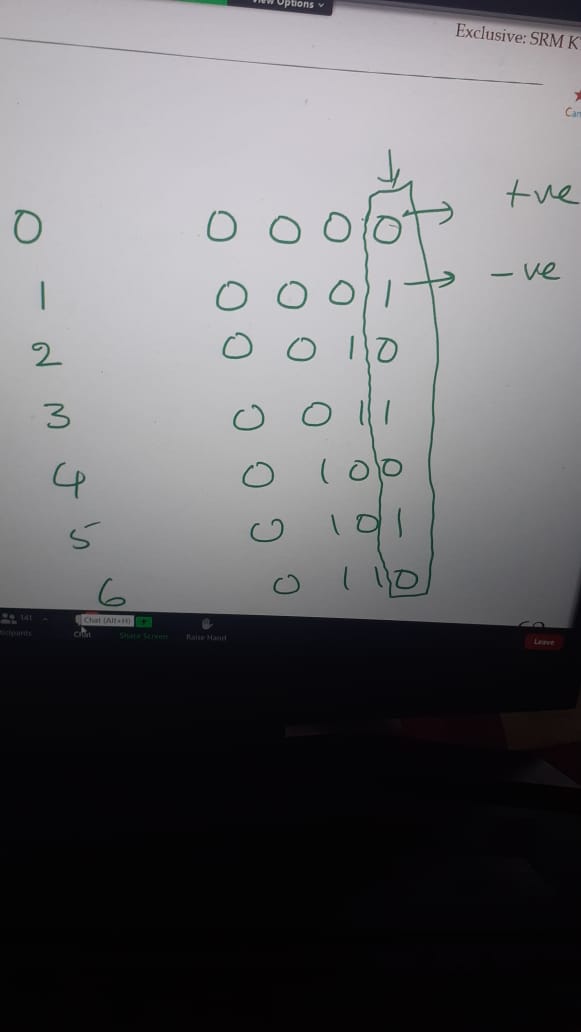 View Options
Exclusive: SRM K
Can
0 0 0 0 0 → +ve
1 0 0 0 1 → -ve
2 0 0 1 0
3 0 0 1 1
4 0 1 0 0
5 0 1 0 1
6 0 1 1 0
141
Chat (Alt+H)
ticipants Chat Share Screen Raise Hand Leave